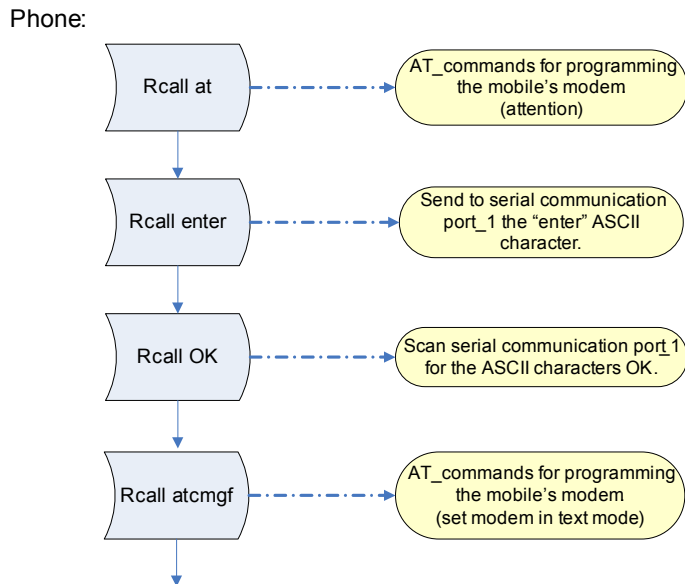 Phone:
Rcall at
AT_commands for programming
the mobile's modem
(attention)
Rcall enter
Send to serial communication
port_1 the “enter” ASCII
character.
Rcall OK
Scan serial communication port_1
for the ASCII characters OK.
Rcall atcmgf
AT_commands for programming
the mobile's modem
(set modem in text mode)